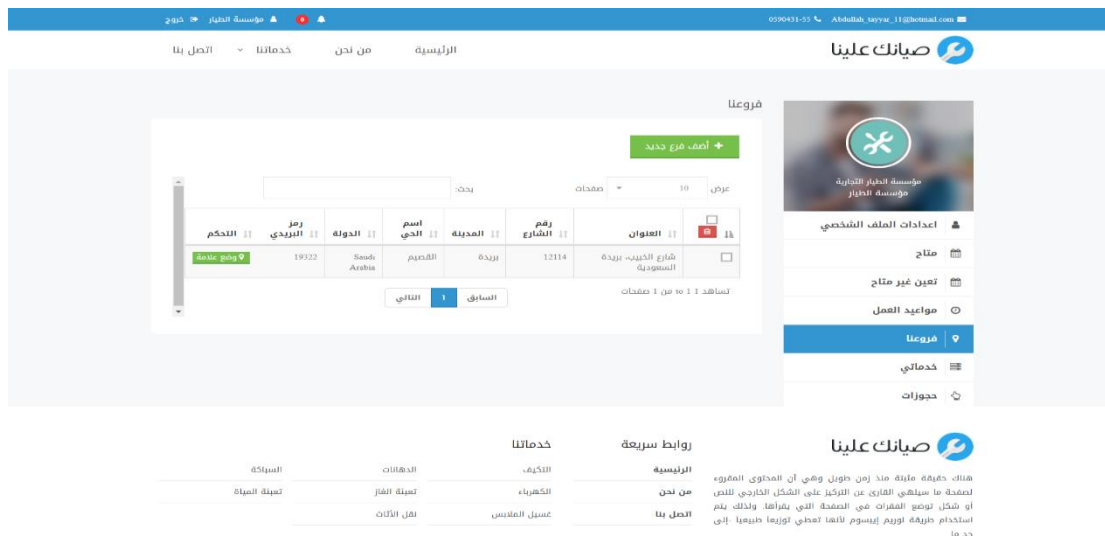 Abdollah_tayyar_11@hotmail.com 0590431-55
0 مؤسسة الطيار خروج
صيانتك علينا
الرئيسية من نحن خدماتنا اتصل بنا
فروعنا
مؤسسة الطيار التجارية
مؤسسة الطيار
اعدادات الملف الشخصي
متاح
تعين غير متاح
مواعيد العمل
فروعنا
خدماتي
حجوزات
+ أضف فرع جديد
عرض 10 صفحات بحث:
العنوان رقم الشارع المدينة اسم الحي الدولة رمز البريدي التحكم
شارع الخبيب، بريدة السعودية 12114 بريدة القصيم Saudi Arabia 19322 وضع علامة
تساهد 1 to 1 من 1 صفحات
السابق 1 التالي
صيانتك علينا
هناك حقيقة مثبتة منذ زمن طويل وهي أن المحتوى المقروء
لصفحة ما سيلهي القارئ عن التركيز على الشكل الخارجي للنص
أو شكل توضع الفقرات في الصفحة التي يقرأها. ولذلك يتم
استخدام طريقة لوريم إيبسوم لأنها تعطي توزيعا طبيعيا -إلى
حد ما
روابط سريعة
الرئيسية
من نحن
اتصل بنا
خدماتنا
التكيف الدهانات السباكة
الكهرباء تعبئة الغاز تعبئة المياة
غسيل الملابس نقل الأثاث